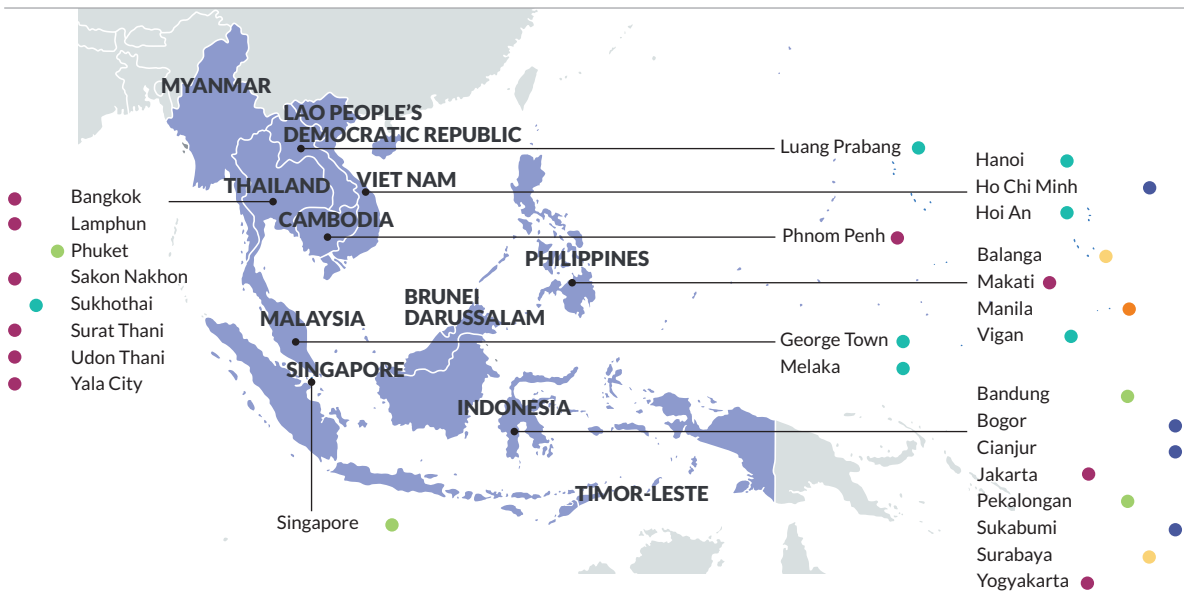 MYANMAR
LAO PEOPLE'S
DEMOCRATIC REPUBLIC
THAILAND
VIET NAM
CAMBODIA
PHILIPPINES
BRUNEI
DARUSSALAM
MALAYSIA
SINGAPORE
INDONESIA
TIMOR-LESTE
Bangkok
Lamphun
Phuket
Sakon Nakhon
Sukhothai
Surat Thani
Udon Thani
Yala City
Singapore
Luang Prabang
Phnom Penh
George Town
Melaka
Hanoi
Ho Chi Minh
Hoi An
Balanga
Makati
Manila
Vigan
Bandung
Bogor
Cianjur
Jakarta
Pekalongan
Sukabumi
Surabaya
Yogyakarta